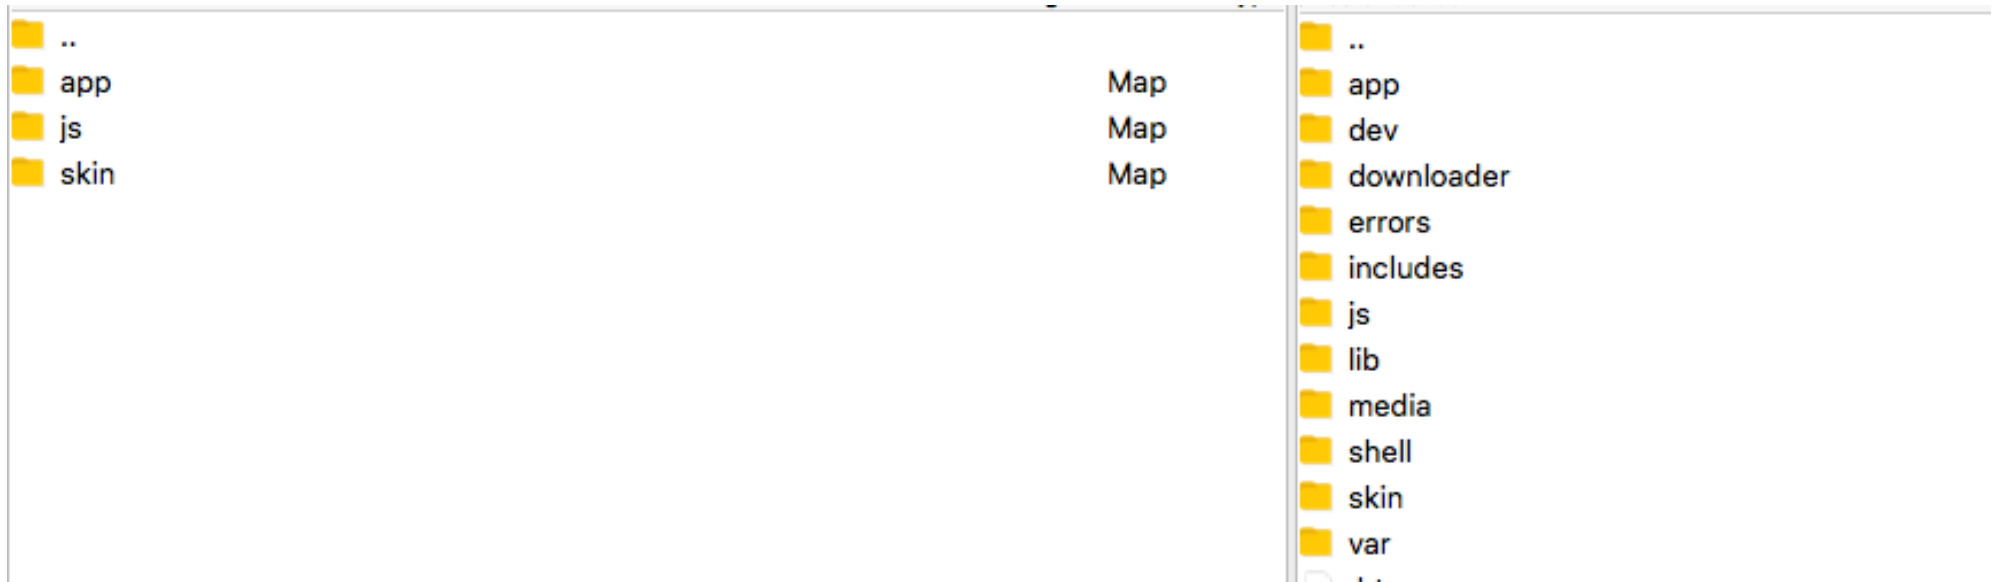 ..
app Map
js Map
skin Map
..
app
dev
downloader
errors
includes
js
lib
media
shell
skin
var